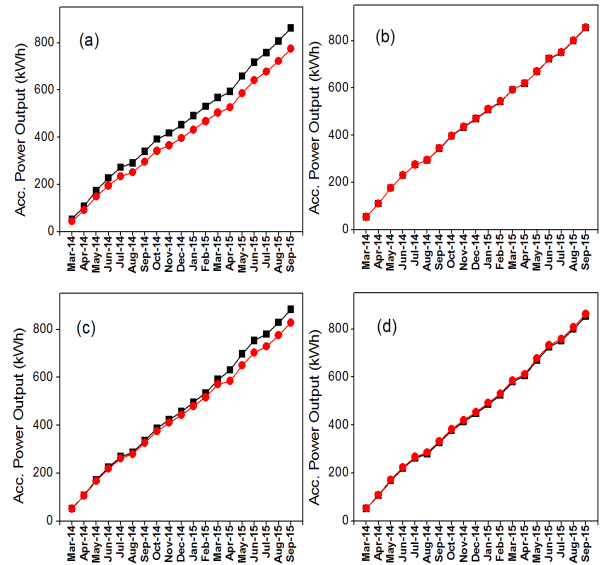 (a)
Acc. Power Output (kWh)
800
600
400
200
0
Mar-14
Apr-14
May-14
Jun-14
Jul-14
Aug-14
Sep-14
Oct-14
Nov-14
Dec-14
Jan-15
Feb-15
Mar-15
Apr-15
May-15
Jun-15
Jul-15
Aug-15
Sep-15
(b)
Acc. Power Output (kWh)
800
600
400
200
0
Mar-14
Apr-14
May-14
Jun-14
Jul-14
Aug-14
Sep-14
Oct-14
Nov-14
Dec-14
Jan-15
Feb-15
Mar-15
Apr-15
May-15
Jun-15
Jul-15
Aug-15
Sep-15
(c)
Acc. Power Output (kWh)
800
600
400
200
0
Mar-14
Apr-14
May-14
Jun-14
Jul-14
Aug-14
Sep-14
Oct-14
Nov-14
Dec-14
Jan-15
Feb-15
Mar-15
Apr-15
May-15
Jun-15
Jul-15
Aug-15
Sep-15
(d)
Acc. Power Output (kWh)
800
600
400
200
0
Mar-14
Apr-14
May-14
Jun-14
Jul-14
Aug-14
Sep-14
Oct-14
Nov-14
Dec-14
Jan-15
Feb-15
Mar-15
Apr-15
May-15
Jun-15
Jul-15
Aug-15
Sep-15